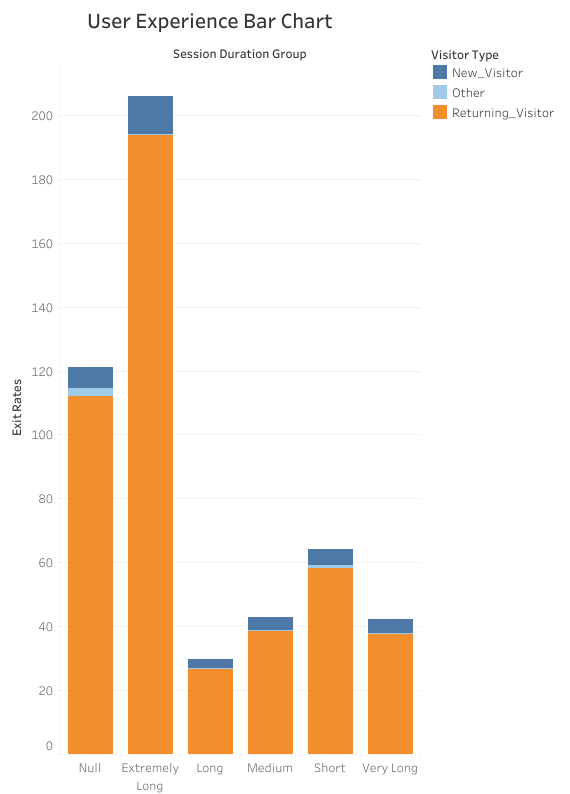 User Experience Bar Chart
Session Duration Group
Visitor Type
New_Visitor
Other
Returning_Visitor
Exit Rates
200
180
160
140
120
100
80
60
40
20
0
Null
Extremely
Long
Long
Medium
Short
Very Long